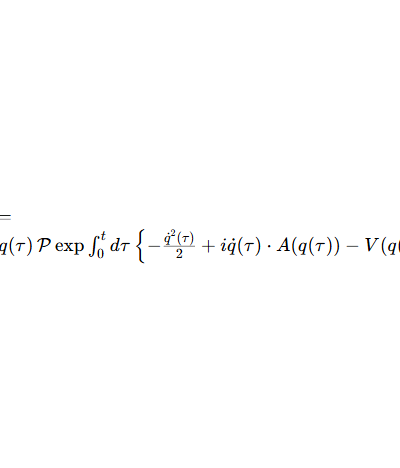 =
q(τ) 𝒫 exp ∫₀ᵗ dτ { − q̇²(τ)/2 + iq̇(τ) · A(q(τ)) − V(q(